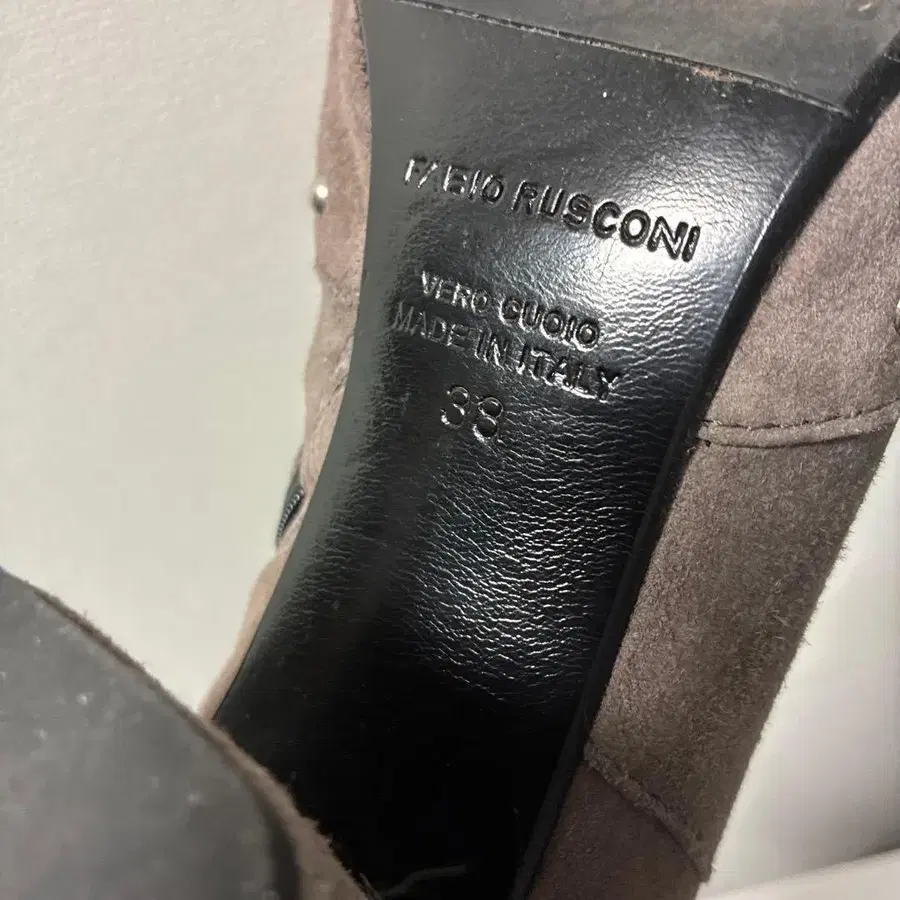 FABIO RUSCONI
VERO CUOIO
MADE IN ITALY
38